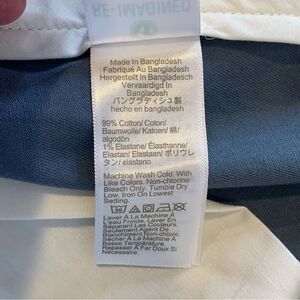 RE-IMAGINED
Made In Bangladesh
Fabriqué Au Bangladesh
Hergestellt in Bangladesch
Vervaardigd In
Bangladesh
バングラディシュ製
hecho en bangladesh
99% Cotton/ Coton/
Baumwolle/ Katoen/ 綿/
algodón
1% Elastane/ Élasthanne/
Elastan/ Elastaan/ ポリウレ
タン/ elastano
Machine Wash Cold. With
Like Colors. Non-chlorine
Bleach Only. Tumble Dry
Low. Iron On Lowest
Setting.
Laver À La Machine À
L'eau Froide. Laver En
Séparant Les Couleurs.
Seulement Agent De
Blanchiment Non Chloré.
Sécher À La Machine À
Basse Température.
Repasser À Fer Doux Si
Nécessaire.